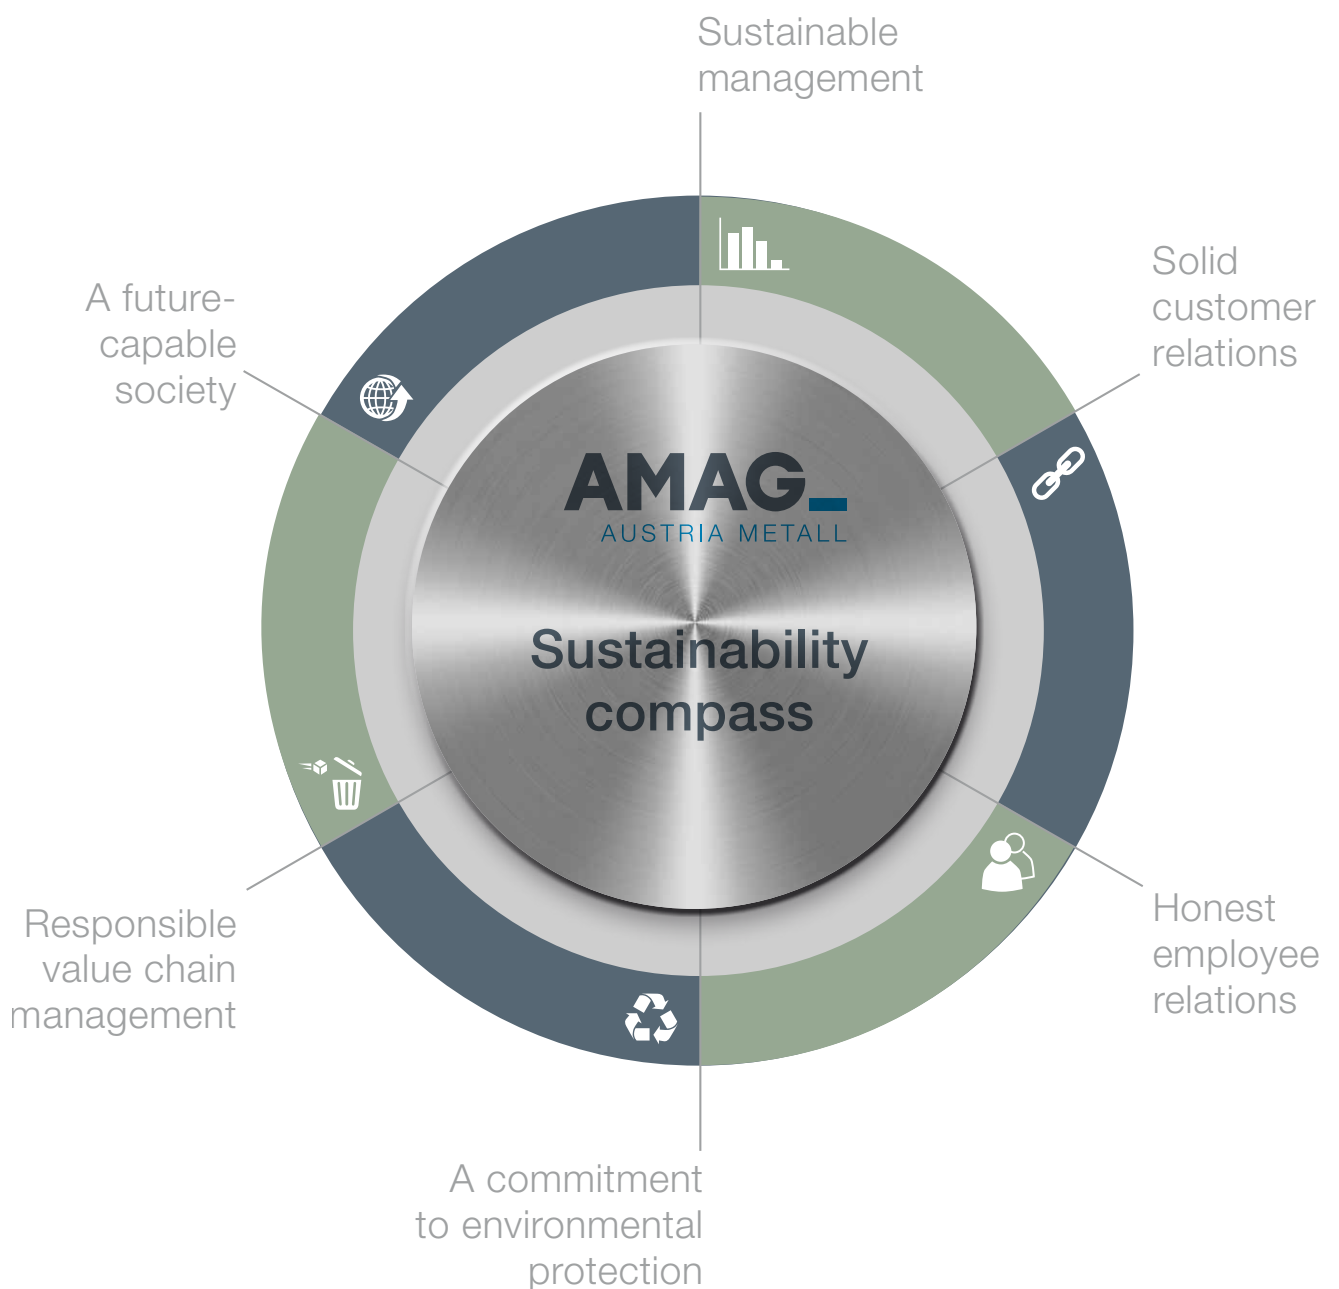 Sustainable
management
Solid
customer
relations
A future-
capable
society
AMAG_
AUSTRIA METALL
Sustainability
compass
Honest
employee
relations
Responsible
value chain
management
A commitment
to environmental
protection